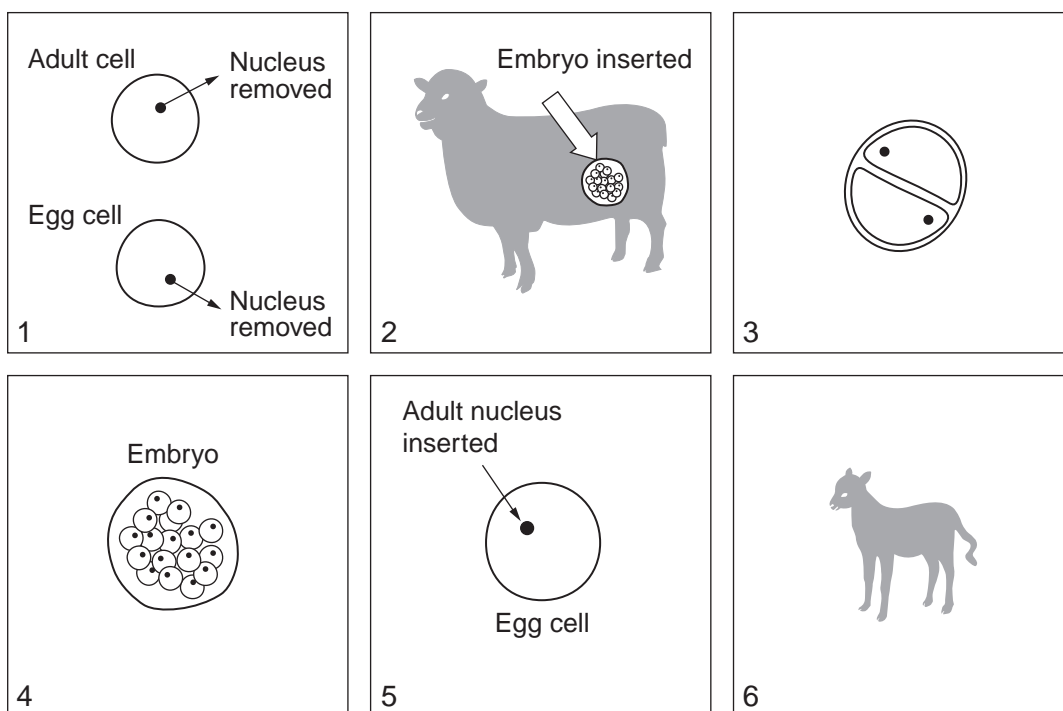 Adult cell
Nucleus
removed
Egg cell
Nucleus
removed
1
Embryo inserted
2
3
Embryo
4
Adult nucleus
inserted
Egg cell
5
6